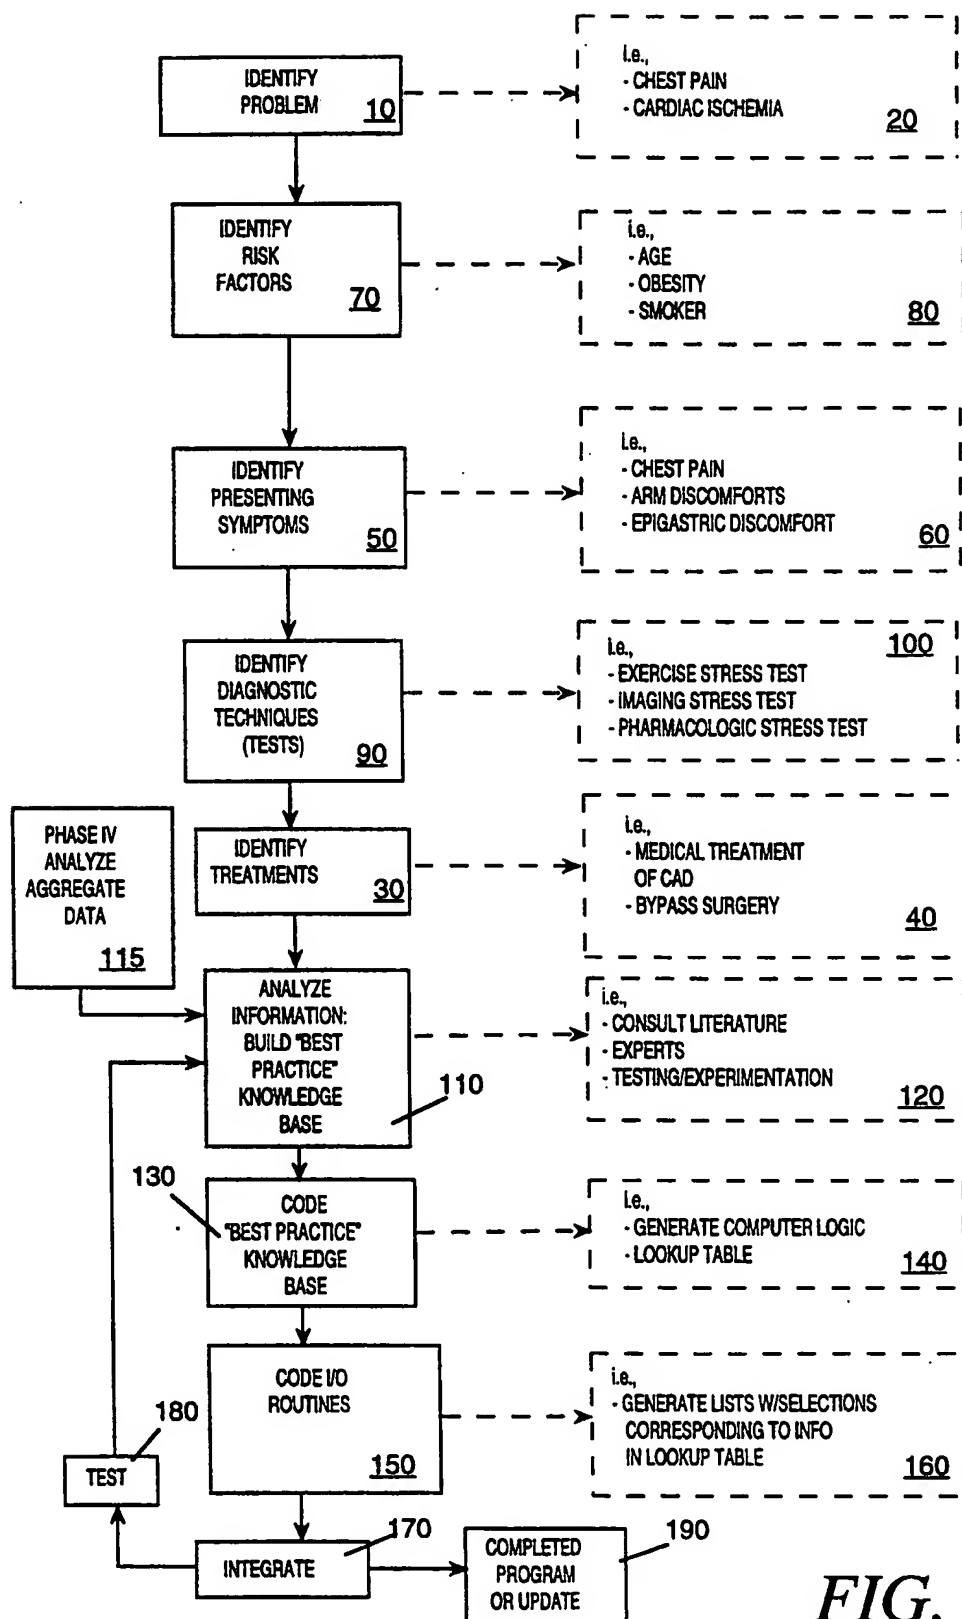 IDENTIFY
PROBLEM
10
i.e.,
- CHEST PAIN
- CARDIAC ISCHEMIA
20
IDENTIFY
RISK
FACTORS
70
i.e.,
- AGE
- OBESITY
- SMOKER
80
IDENTIFY
PRESENTING
SYMPTOMS
50
i.e.,
- CHEST PAIN
- ARM DISCOMFORTS
- EPIGASTRIC DISCOMFORT
60
IDENTIFY
DIAGNOSTIC
TECHNIQUES
(TESTS)
90
100
i.e.,
- EXERCISE STRESS TEST
- IMAGING STRESS TEST
- PHARMACOLOGIC STRESS TEST
PHASE IV
ANALYZE
AGGREGATE
DATA
115
IDENTIFY
TREATMENTS
30
i.e.,
- MEDICAL TREATMENT
OF CAD
- BYPASS SURGERY
40
ANALYZE
INFORMATION:
BUILD "BEST
PRACTICE"
KNOWLEDGE
BASE
110
i.e.,
- CONSULT LITERATURE
- EXPERTS
- TESTING/EXPERIMENTATION
120
130
CODE
"BEST PRACTICE"
KNOWLEDGE
BASE
i.e.,
- GENERATE COMPUTER LOGIC
- LOOKUP TABLE
140
CODE I/O
ROUTINES
150
i.e.,
- GENERATE LISTS W/SELECTIONS
CORRESPONDING TO INFO
IN LOOKUP TABLE
160
180
TEST
170
INTEGRATE
190
COMPLETED
PROGRAM
OR UPDATE
FIG.